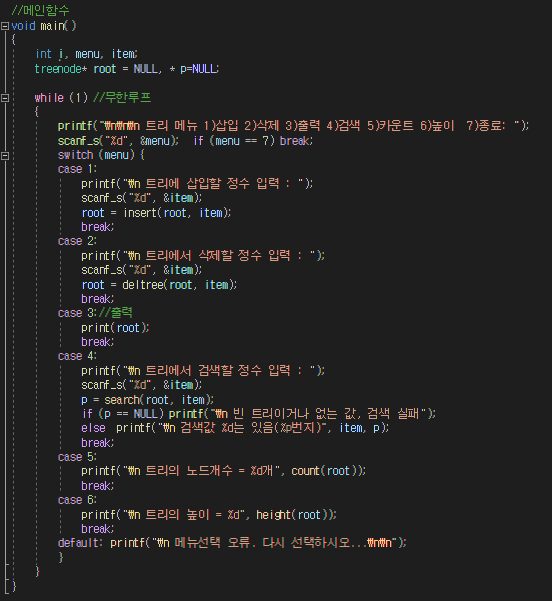 //메인함수
void main()
{
int i, menu, item;
treenode* root = NULL, * p=NULL;
while (1) //무한루프
{
printf("₩n₩n₩n 트리 메뉴 1)삽입 2)삭제 3)출력 4)검색 5)카운트 6)높이  7)종료: ");
scanf_s("%d", &menu);  if (menu == 7) break;
switch (menu) {
case 1:
printf("₩n 트리에 삽입할 정수 입력 : ");
scanf_s("%d", &item);
root = insert(root, item);
break;
case 2:
printf("₩n 트리에서 삭제할 정수 입력 : ");
scanf_s("%d", &item);
root = deltree(root, item);
break;
case 3://출력
print(root);
break;
case 4:
printf("₩n 트리에서 검색할 정수 입력 : ");
scanf_s("%d", &item);
p = search(root, item);
if (p == NULL) printf("₩n 빈 트리이거나 없는 값, 검색 실패");
else  printf("₩n 검색값 %d는 있음(%p번지)", item, p);
break;
case 5:
printf("₩n 트리의 노드개수 = %d개", count(root));
break;
case 6:
printf("₩n 트리의 높이 = %d", height(root));
break;
default: printf("₩n 메뉴선택 오류. 다시 선택하시오...₩n₩n");
}
}
}